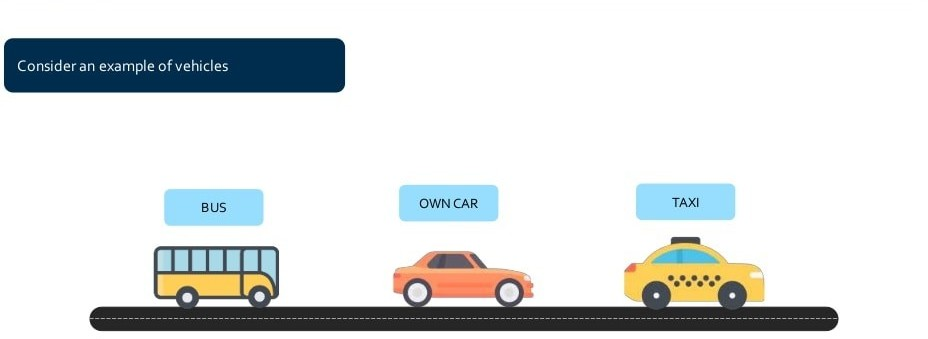 Consider an example of vehicles
BUS
OWN CAR
TAXI